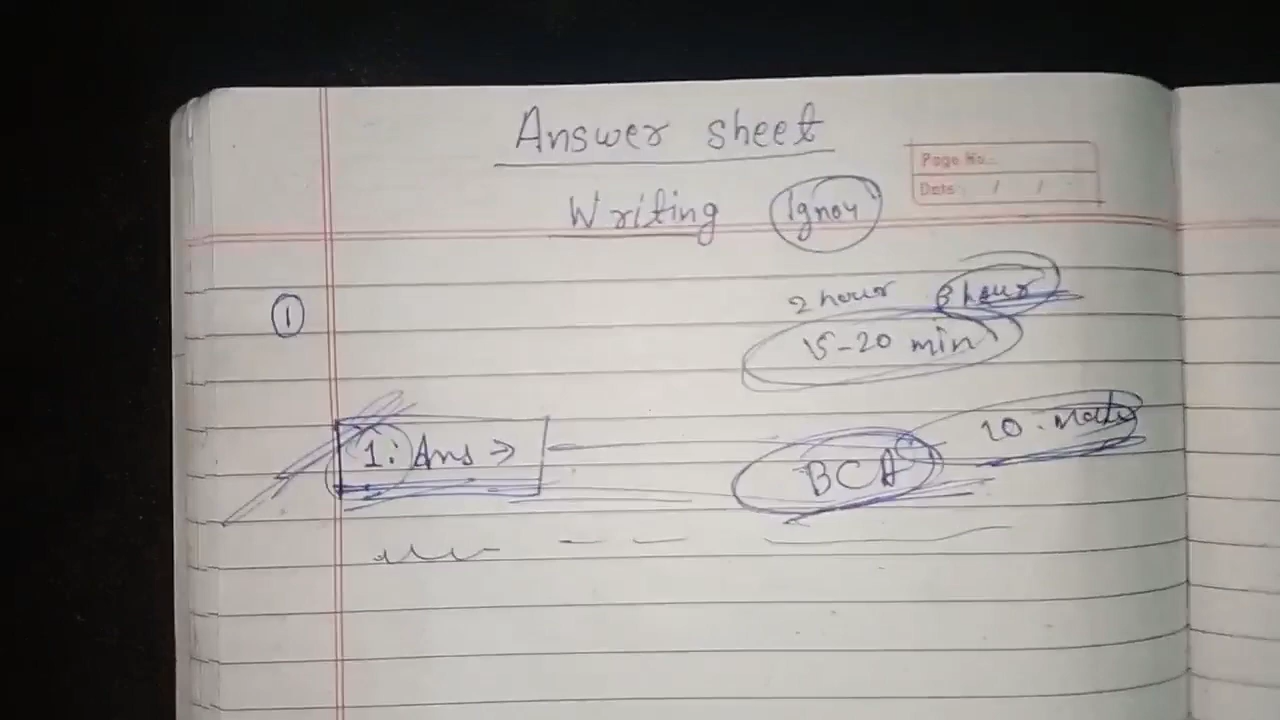 Answer sheet
Page No.:
Date: / /
Writing Ignou
1
2 hour 3 hour
15-20 min
10. Marks
1: Ans →
BCA